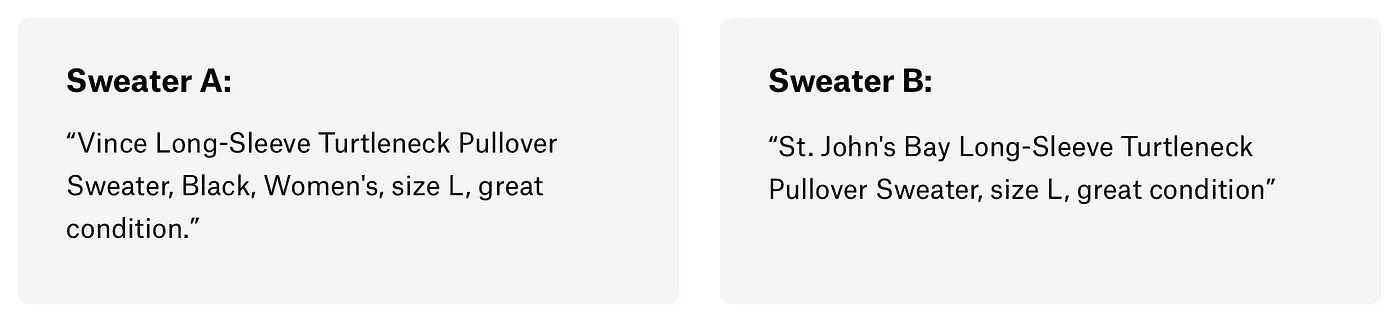 Sweater A:
“Vince Long-Sleeve Turtleneck Pullover
Sweater, Black, Women's, size L, great
condition.”
Sweater B:
“St. John's Bay Long-Sleeve Turtleneck
Pullover Sweater, size L, great condition”